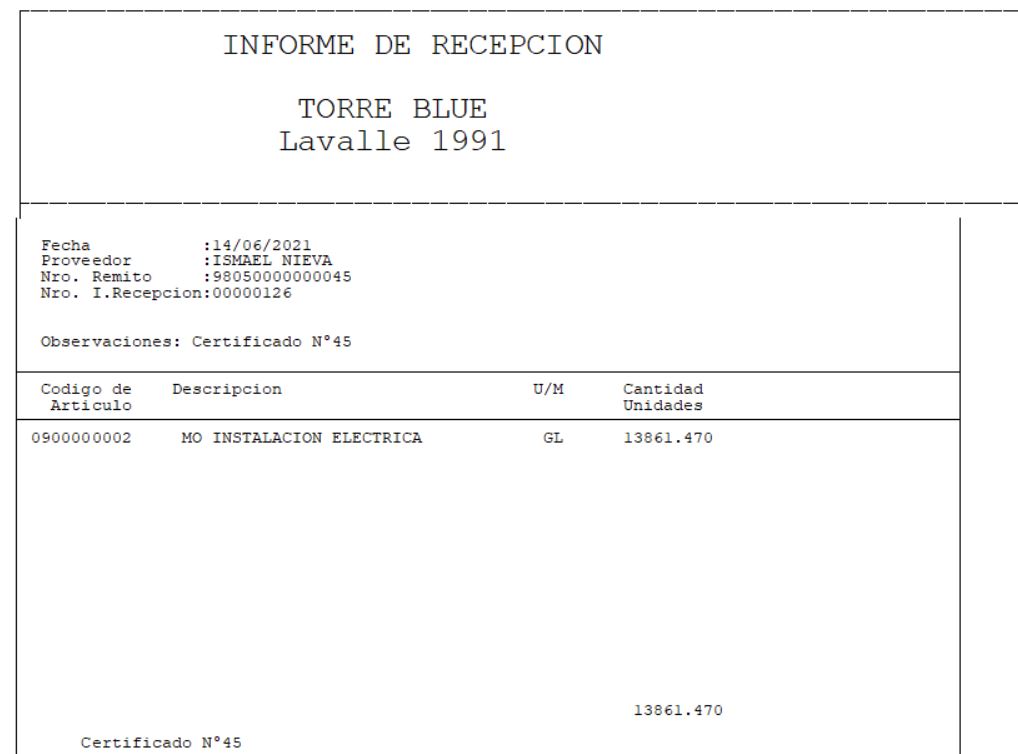 INFORME DE RECEPCION
TORRE BLUE
Lavalle 1991
Fecha :14/06/2021
Proveedor :ISMAEL NIEVA
Nro. Remito :98050000000045
Nro. I.Recepcion:00000126
Observaciones: Certificado N°45
Codigo de Descripcion U/M Cantidad
Articulo Unidades
0900000002 MO INSTALACION ELECTRICA GL 13861.470
13861.470
Certificado N°45